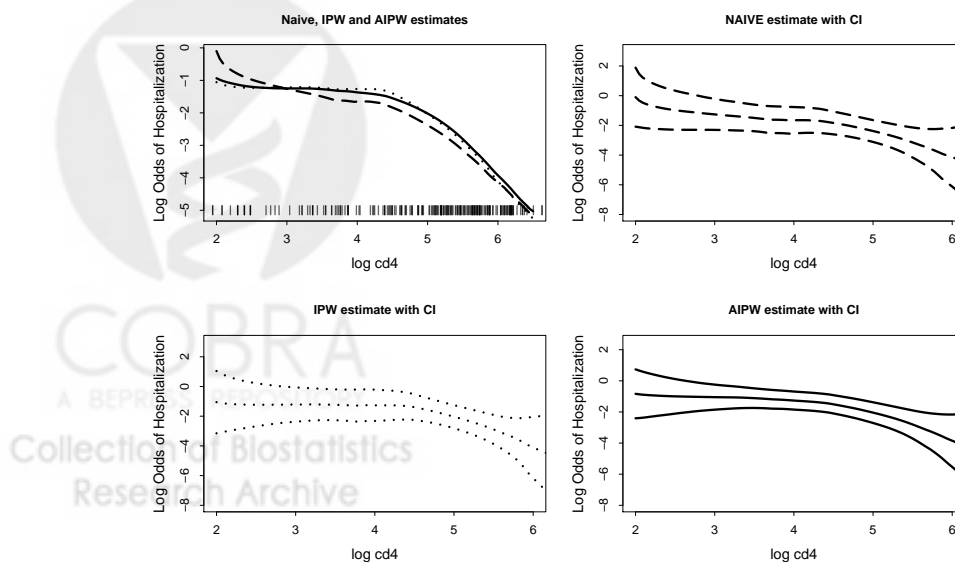 Naive, IPW and AIPW estimates
Log Odds of Hospitalization
0
−1
−2
−3
−4
−5
2 3 4 5 6
log cd4
NAIVE estimate with CI
Log Odds of Hospitalization
2
0
−2
−4
−6
−8
2 3 4 5 6
log cd4
IPW estimate with CI
Log Odds of Hospitalization
2
0
−2
−4
−6
−8
2 3 4 5 6
log cd4
AIPW estimate with CI
Log Odds of Hospitalization
2
0
−2
−4
−6
−8
2 3 4 5 6
log cd4
COBRA
A BEPRESS REPOSITORY
Collection of Biostatistics
Research Archive